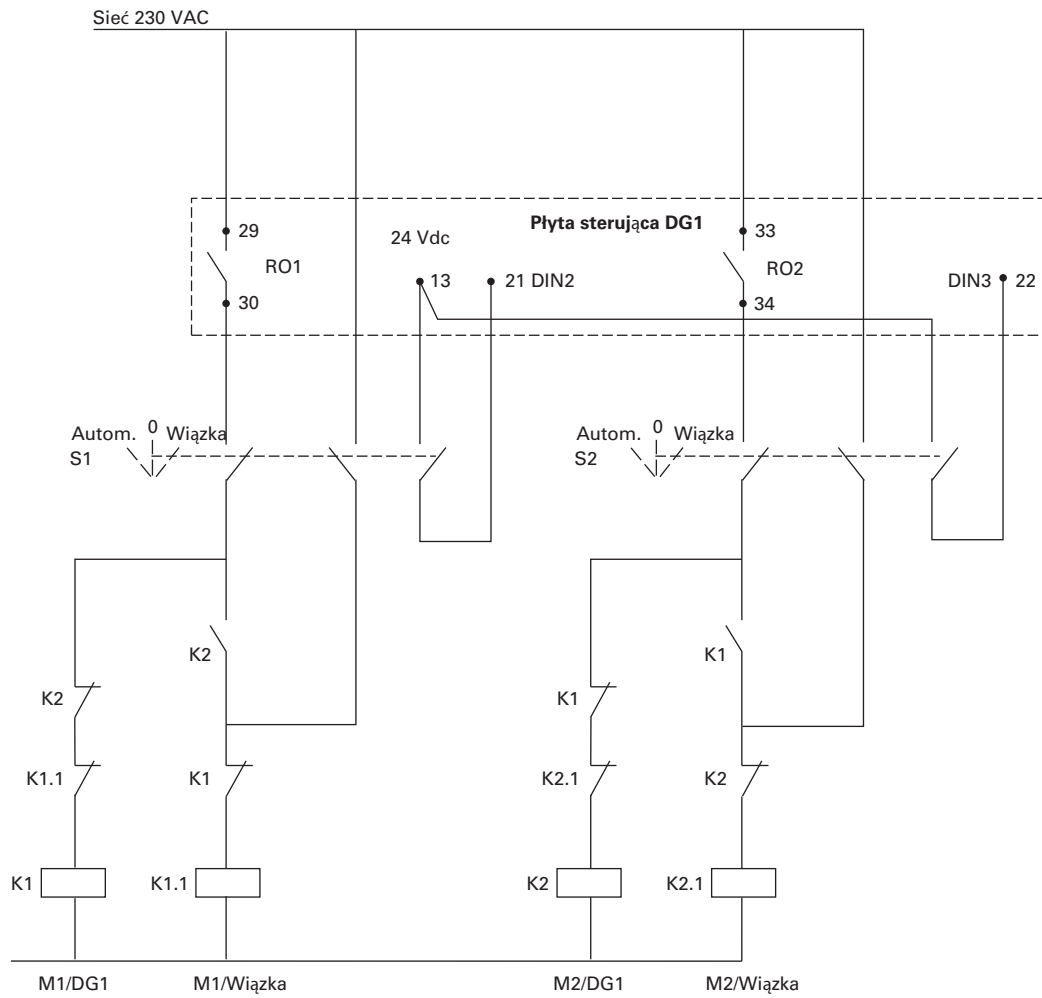 Sieć 230 VAC
Płyta sterująca DG1
29
24 Vdc
33
RO1
13
21 DIN2
RO2
DIN3
22
30
34
Autom. 0 Wiązka
S1
Autom. 0 Wiązka
S2
K2
K1
K2
K1
K1.1
K1
K2.1
K2
K1
K1.1
K2
K2.1
M1/DG1
M1/Wiązka
M2/DG1
M2/Wiązka